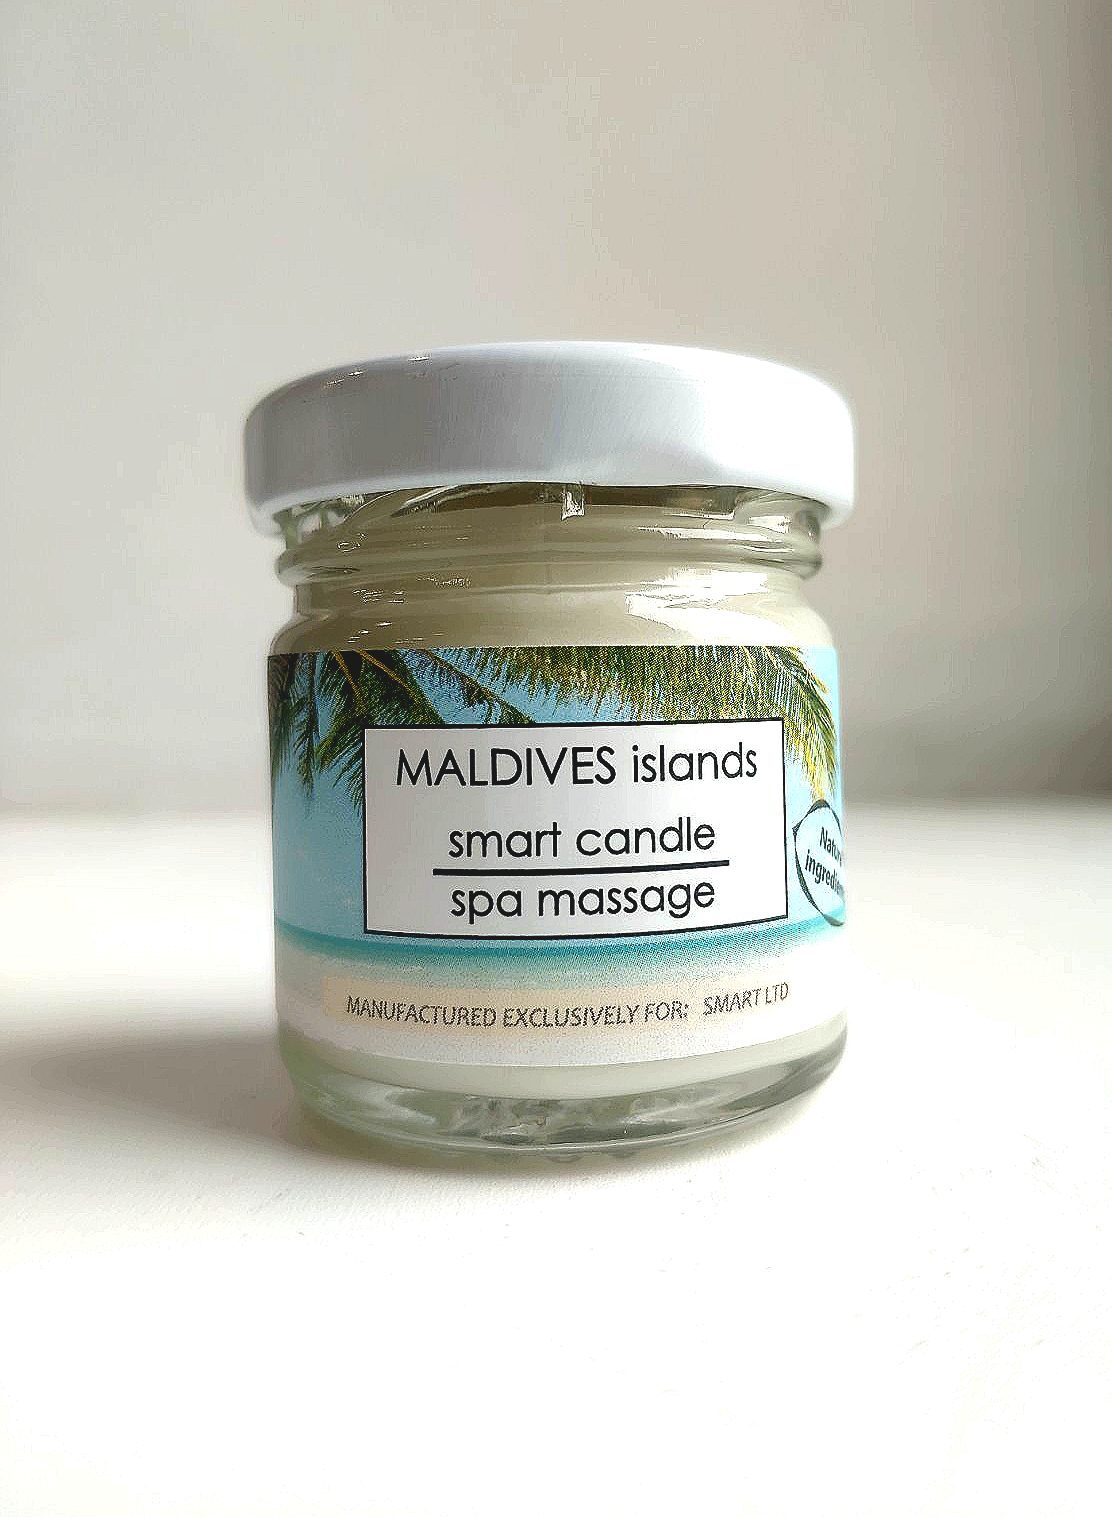 MALDIVES islands
smart candle
spa massage
MANUFACTURED EXCLUSIVELY FOR: SMART LTD